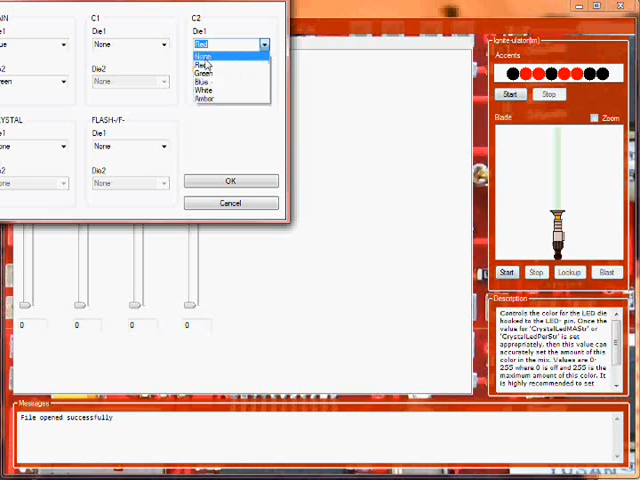 AIN
C1
C2
Die1
Die1
Die1
ue
None
Red
None
Red
Green
Blue
White
Amber
Die2
Die2
reen
None
YSTAL
FLASH-/F-
Die1
Die1
None
None
Die2
Die2
None
None
OK
Cancel
0
0
0
0
Ignite-ulator(tm)
Accents
Start
Stop
Blade
Zoom
Start
Stop
Lockup
Blast
Description
Controls the color for the LED die
hooked to the LED- pin. Once the
value for 'CrystalLedMAStr' or
'CrystalLedPerStr' is set
appropriately, then this value can
accurately set the amount of this
color in the mix. Values are 0-
255 where 0 is off and 255 is the
maximum amount of this color. It
is highly recommended to set
Messages
File opened successfully